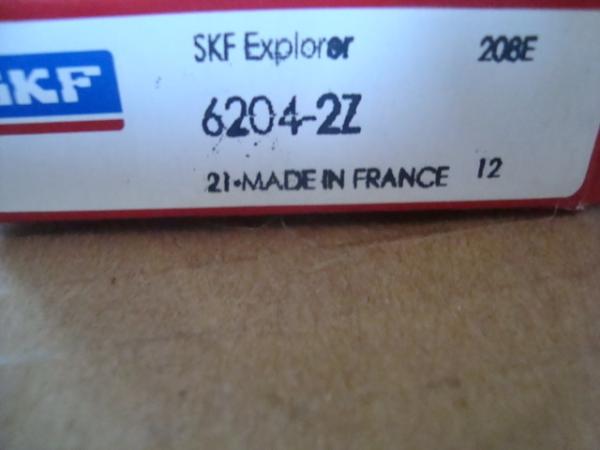 SKF Explorer 208E
SKF
6204-2Z
21•MADE IN FRANCE 12